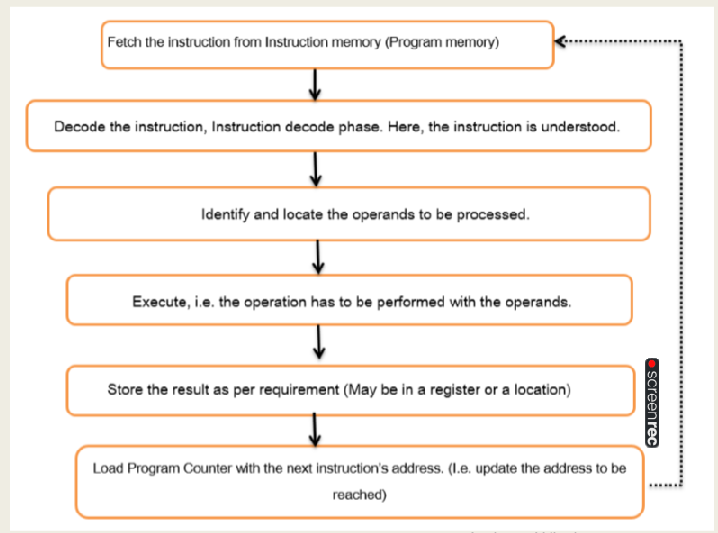 Fetch the instruction from Instruction memory (Program memory)
Decode the instruction, Instruction decode phase. Here, the instruction is understood.
Identify and locate the operands to be processed.
Execute, i.e. the operation has to be performed with the operands.
Store the result as per requirement (May be in a register or a location)
Load Program Counter with the next instruction's address. (I.e. update the address to be
reached)
screenrec